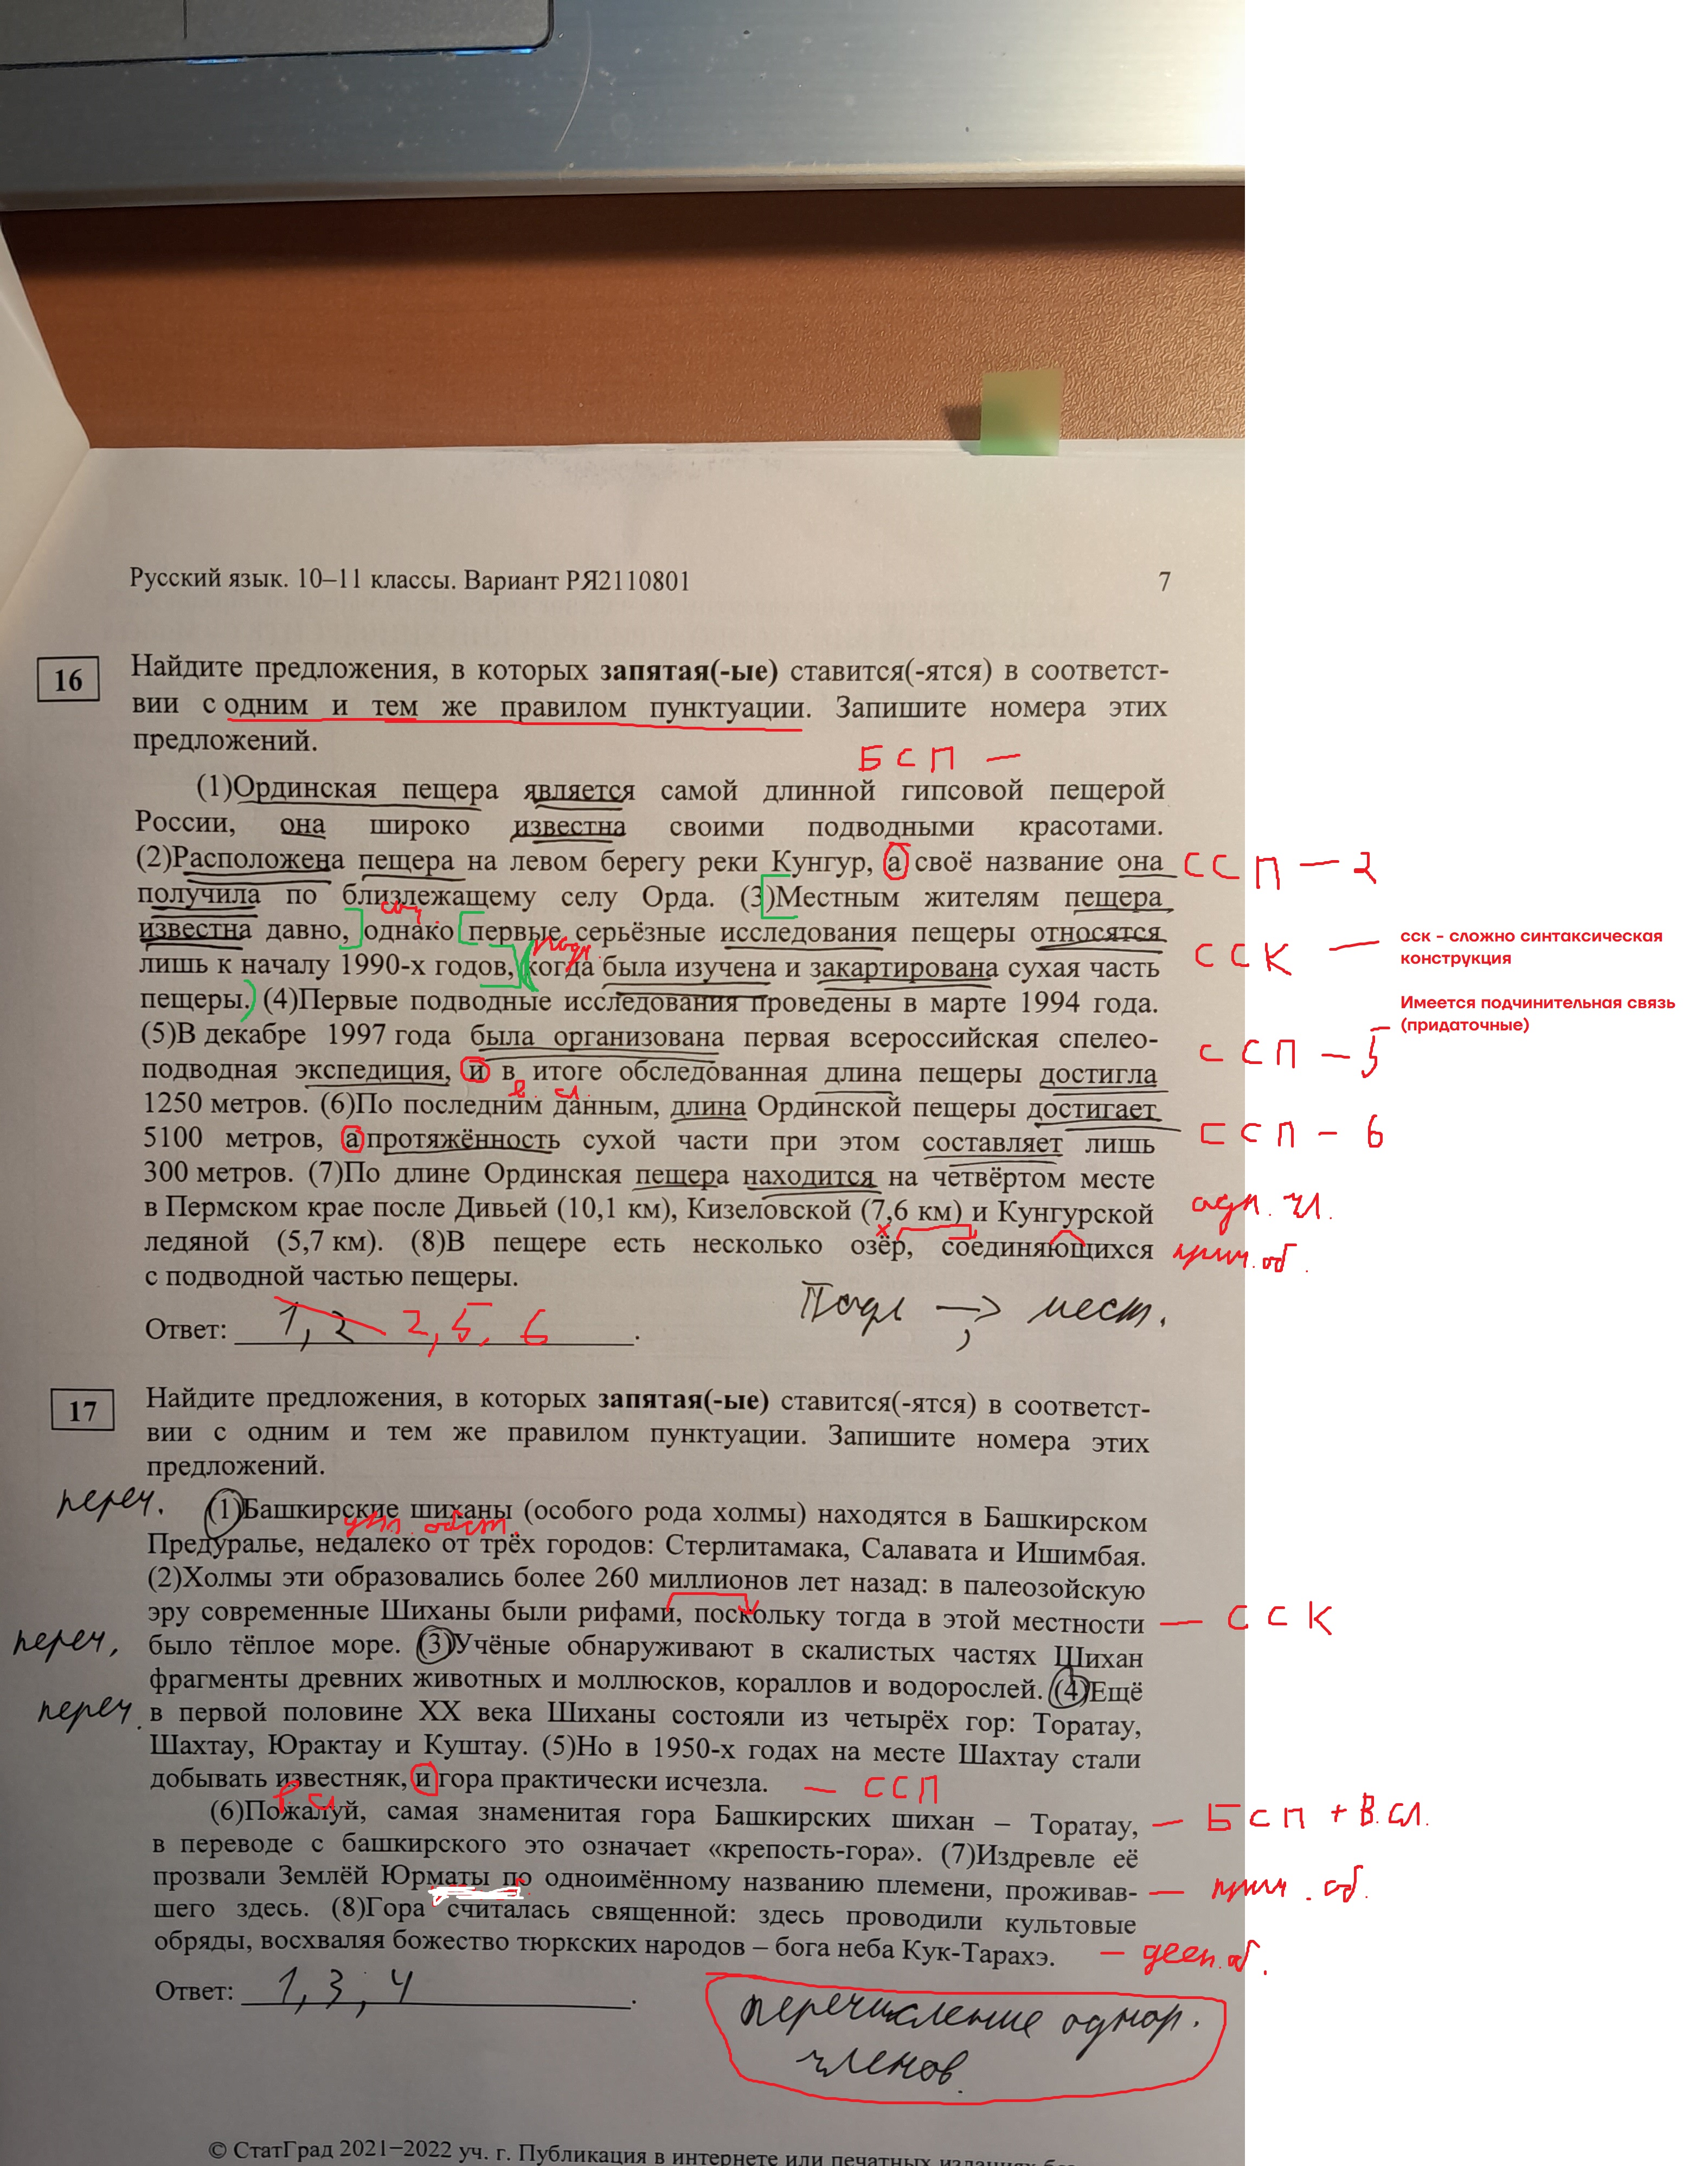 Русский язык. 10–11 классы. Вариант РЯ2110801 7
16
Найдите предложения, в которых запятая(-ые) ставится(-ятся) в соответст-
вии с одним и тем же правилом пунктуации. Запишите номера этих
предложений.
БСП —
(1)Ординская пещера является самой длинной гипсовой пещерой
России, она широко известна своими подводными красотами.
(2)Расположена пещера на левом берегу реки Кунгур, а своё название она
ССП — 2
получила по близлежащему селу Орда. (3)Местным жителям пещера
соч.
известна давно, однако первые серьёзные исследования пещеры относятся
подч.
лишь к началу 1990-х годов, когда была изучена и закартирована сухая часть
ССК —
сск - сложно синтаксическая
конструкция
пещеры. (4)Первые подводные исследования проведены в марте 1994 года.
Имеется подчинительная связь
(придаточные)
(5)В декабре 1997 года была организована первая всероссийская спелео-
ССП — 5
подводная экспедиция, и в итоге обследованная длина пещеры достигла
в. сл.
1250 метров. (6)По последним данным, длина Ординской пещеры достигает
ССП - 6
5100 метров, а протяжённость сухой части при этом составляет лишь
300 метров. (7)По длине Ординская пещера находится на четвёртом месте
в Пермском крае после Дивьей (10,1 км), Кизеловской (7,6 км) и Кунгурской
одн. чл.
ледяной (5,7 км). (8)В пещере есть несколько озёр, соединяющихся
прич. об.
с подводной частью пещеры.
Ответ: 1, 2 2, 5, 6
17
Найдите предложения, в которых запятая(-ые) ставится(-ятся) в соответст-
вии с одним и тем же правилом пунктуации. Запишите номера этих
предложений.
переч.
(1)Башкирские шиханы (особого рода холмы) находятся в Башкирском
ут. обст.
Предуралье, недалеко от трёх городов: Стерлитамака, Салавата и Ишимбая.
(2)Холмы эти образовались более 260 миллионов лет назад: в палеозойскую
эру современные Шиханы были рифами, поскольку тогда в этой местности
— ССК
переч.
было тёплое море. (3)Учёные обнаруживают в скалистых частях Шихан
фрагменты древних животных и моллюсков, кораллов и водорослей. (4)Ещё
переч.
в первой половине XX века Шиханы состояли из четырёх гор: Торатау,
Шахтау, Юрактау и Куштау. (5)Но в 1950-х годах на месте Шахтау стали
добывать известняк, и гора практически исчезла.
— ССП
в сл
(6)Пожалуй, самая знаменитая гора Башкирских шихан – Торатау,
— БСП + в.сл.
в переводе с башкирского это означает «крепость-гора». (7)Издревле её
прозвали Землёй Юрматы по одноимённому названию племени, проживав-
— прич. об.
шего здесь. (8)Гора считалась священной: здесь проводили культовые
обряды, восхваляя божество тюркских народов – бога неба Кук-Тарахэ.
— дееп. об.
Ответ: 1, 3, 4
перечисление однор.
членов.
© СтатГрад 2021−2022 уч. г. Публикация в интернете или печатных изданиях без